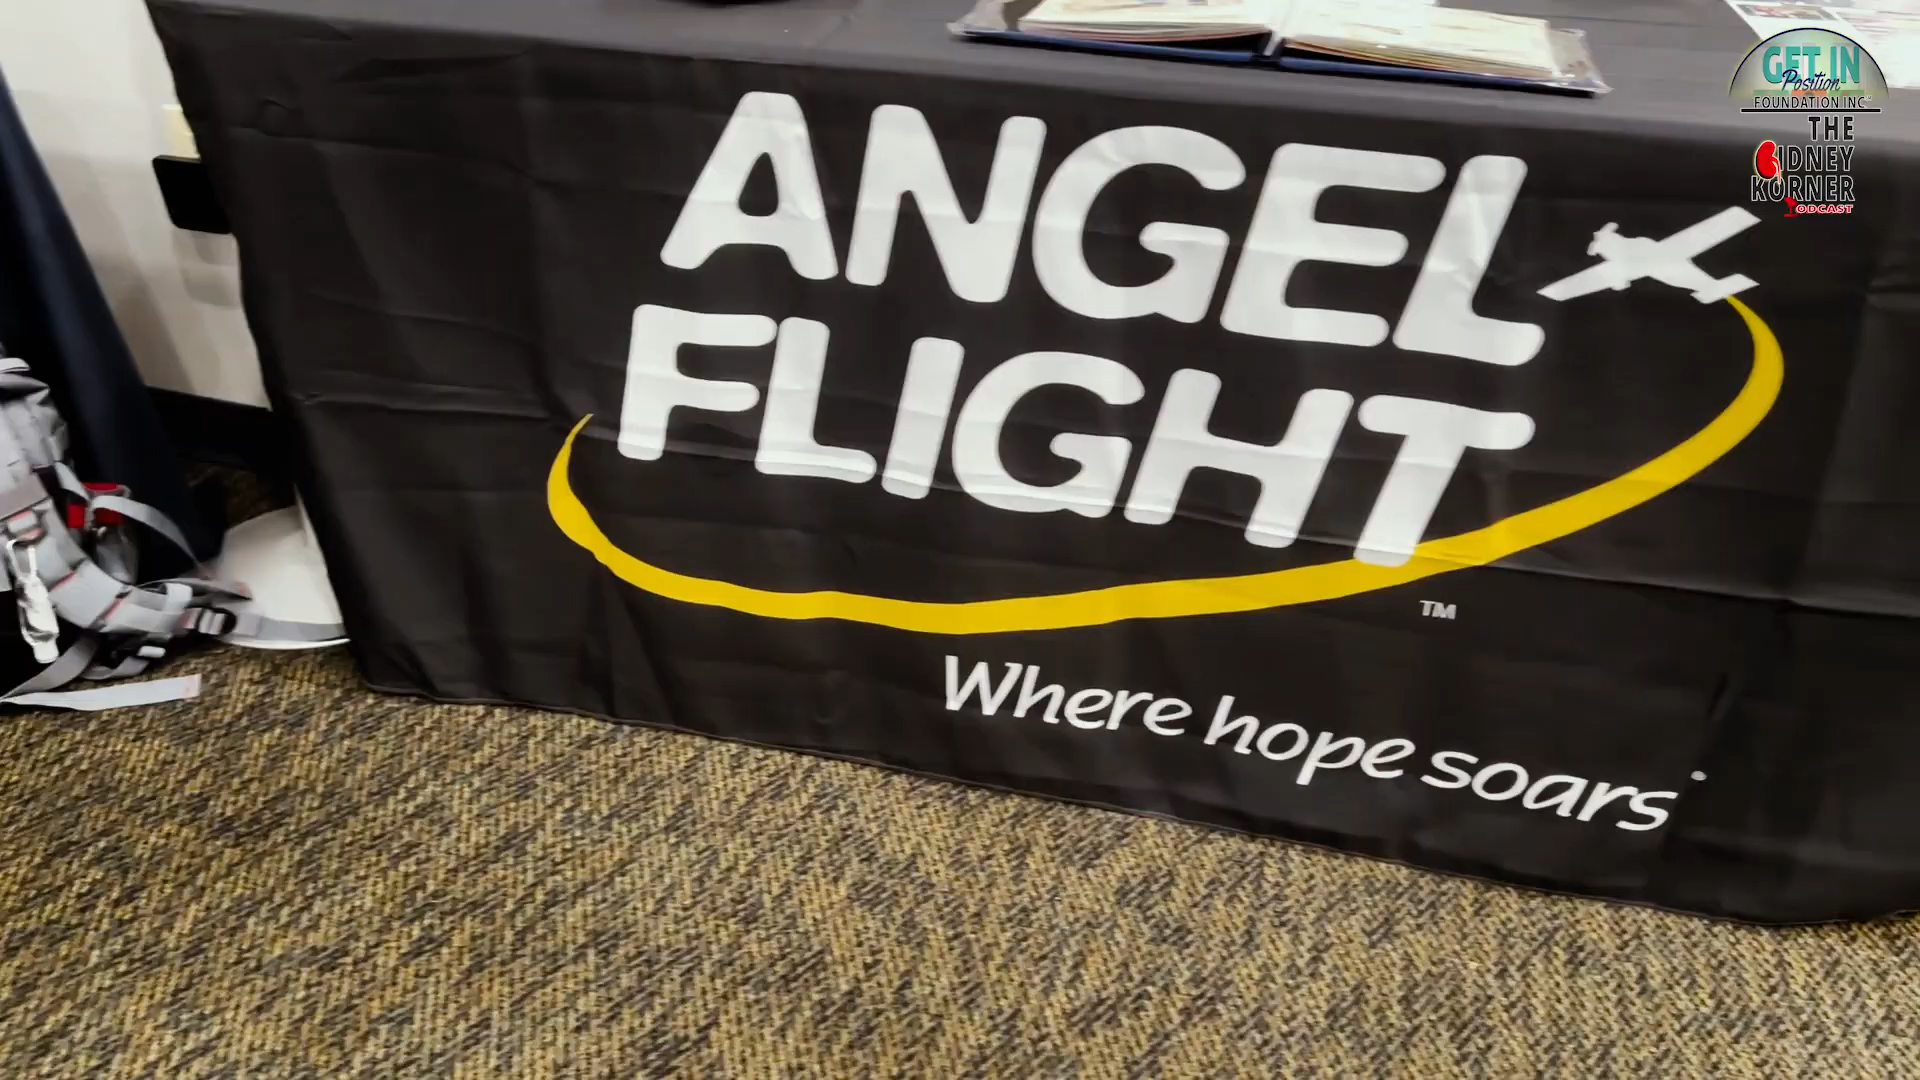 GET IN
Position
FOUNDATION INC
THE
KIDNEY
KORNER
PODCAST
ANGEL
FLIGHT
TM
Where hope soars